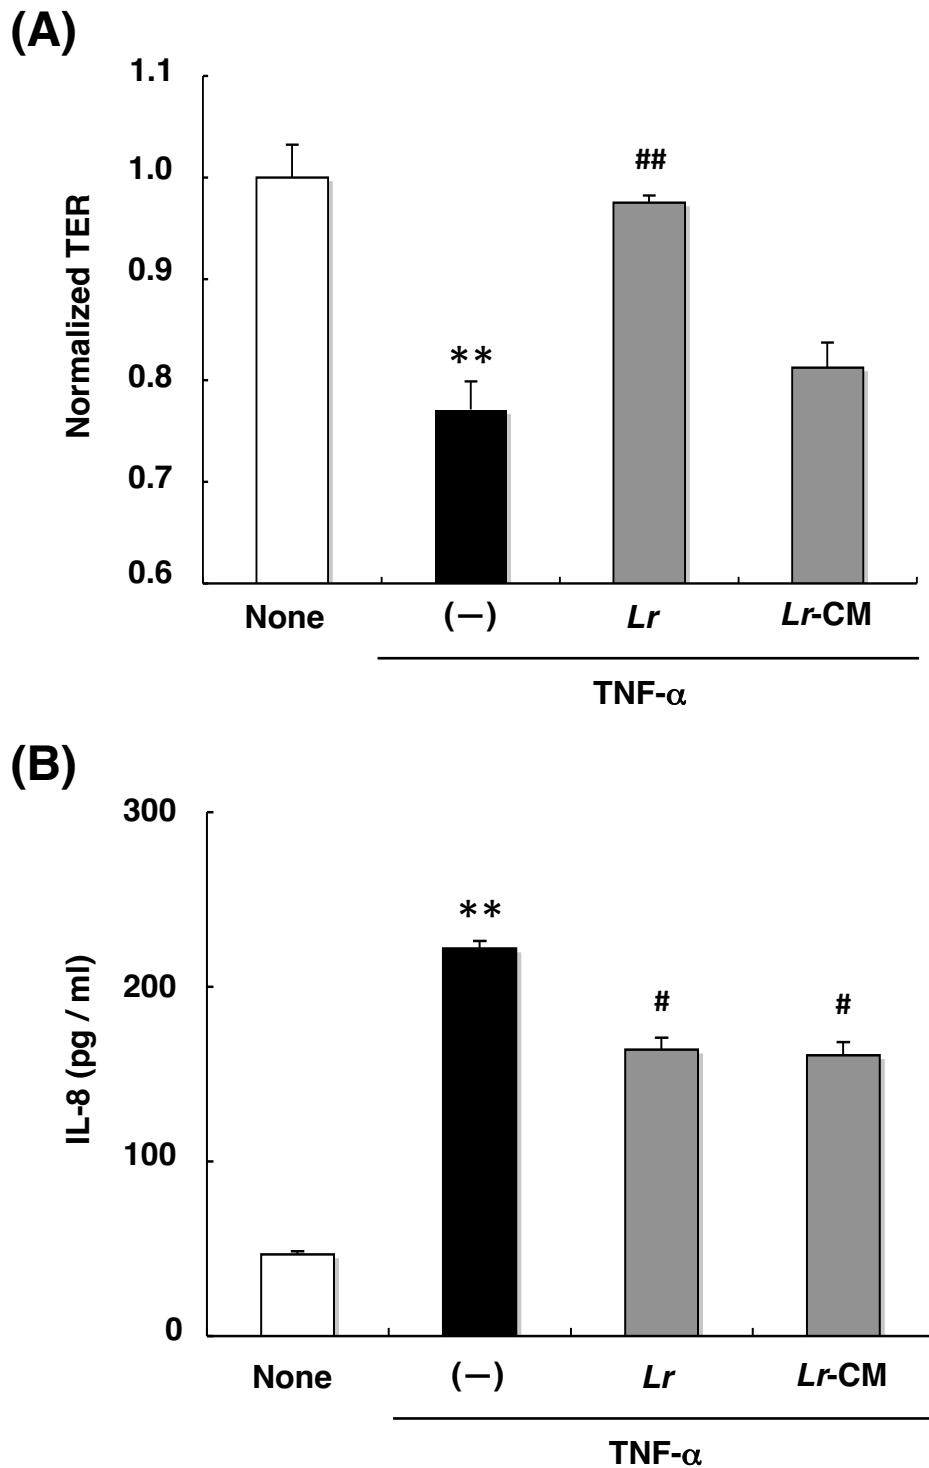 (A)
Normalized TER
1.1
1.0
0.9
0.8
0.7
0.6
**
##
None
(—)
Lr
Lr-CM
TNF-α
(B)
IL-8 (pg / ml)
300
200
100
0
**
#
#
None
(—)
Lr
Lr-CM
TNF-α